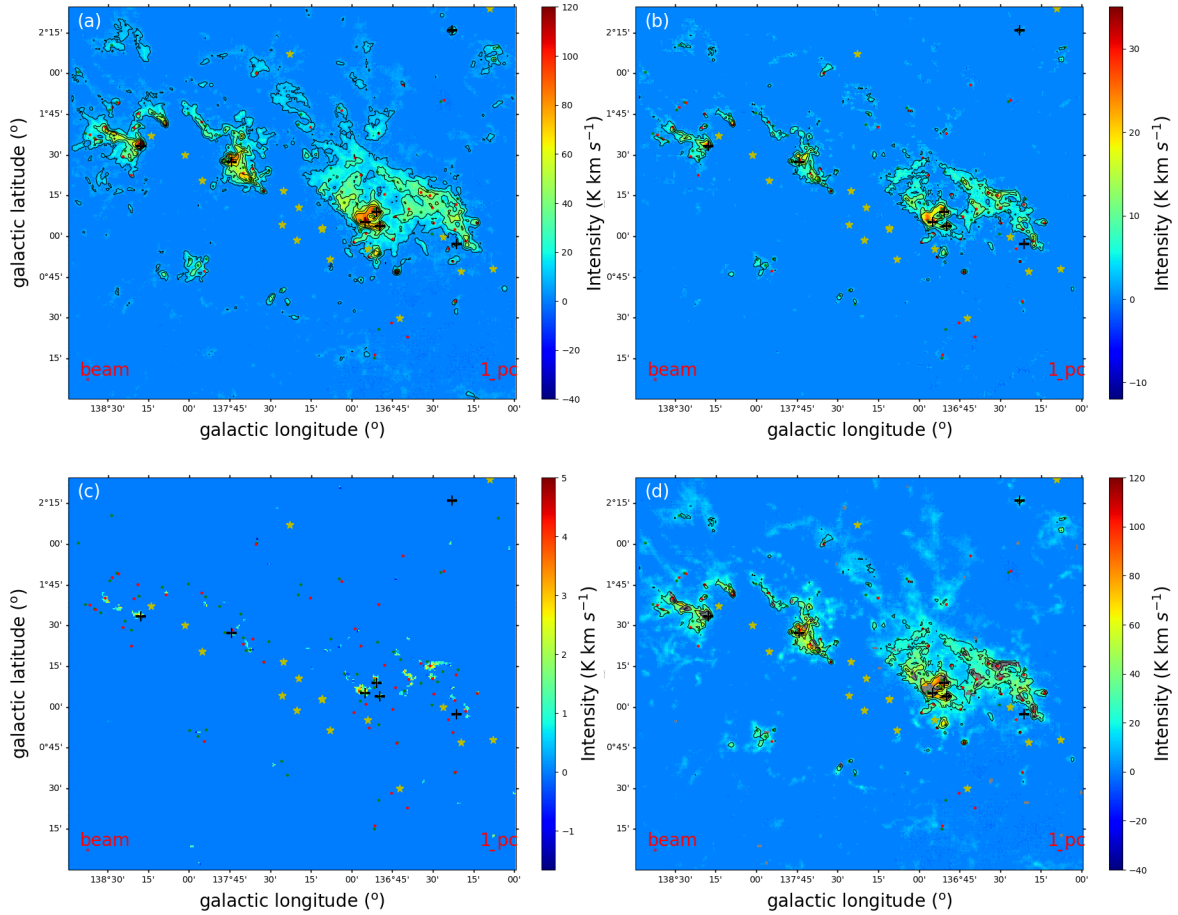 (a)
2°15'
00'
1°45'
30'
15'
00'
0°45'
30'
15'
galactic latitude (°)
beam
1 pc
138°30' 15' 00' 137°45' 30' 15' 00' 136°45' 30' 15' 00'
galactic longitude (°)
120
100
80
60
40
20
0
−20
−40
Intensity (K km s⁻¹)
(b)
2°15'
00'
1°45'
30'
15'
00'
0°45'
30'
15'
beam
1 pc
138°30' 15' 00' 137°45' 30' 15' 00' 136°45' 30' 15' 00'
galactic longitude (°)
30
20
10
0
−10
Intensity (K km s⁻¹)
(c)
2°15'
00'
1°45'
30'
15'
00'
0°45'
30'
15'
galactic latitude (°)
beam
1 pc
138°30' 15' 00' 137°45' 30' 15' 00' 136°45' 30' 15' 00'
galactic longitude (°)
5
4
3
2
1
0
−1
Intensity (K km s⁻¹)
(d)
2°15'
00'
1°45'
30'
15'
00'
0°45'
30'
15'
beam
1 pc
138°30' 15' 00' 137°45' 30' 15' 00' 136°45' 30' 15' 00'
galactic longitude (°)
120
100
80
60
40
20
0
−20
−40
Intensity (K km s⁻¹)